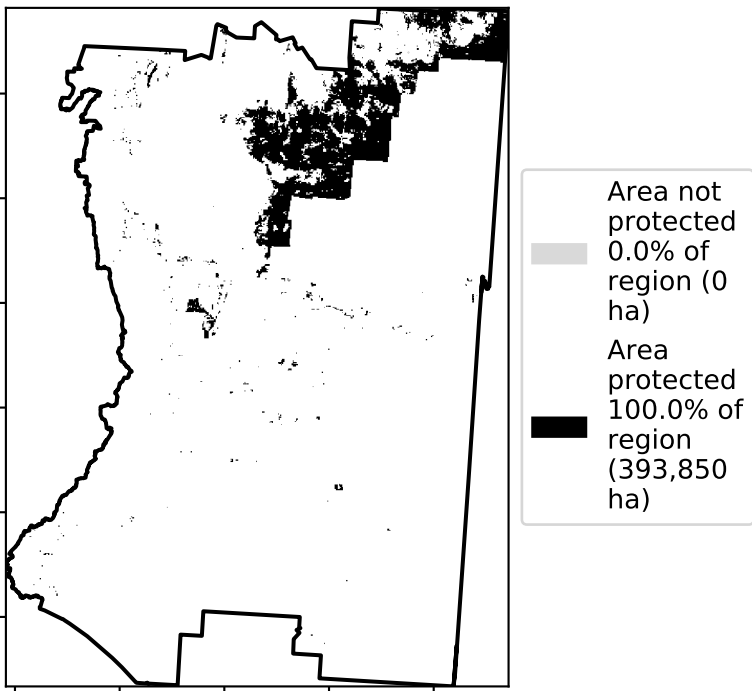 Area not
protected
0.0% of
region (0
ha)
Area
protected
100.0% of
region
(393,850
ha)